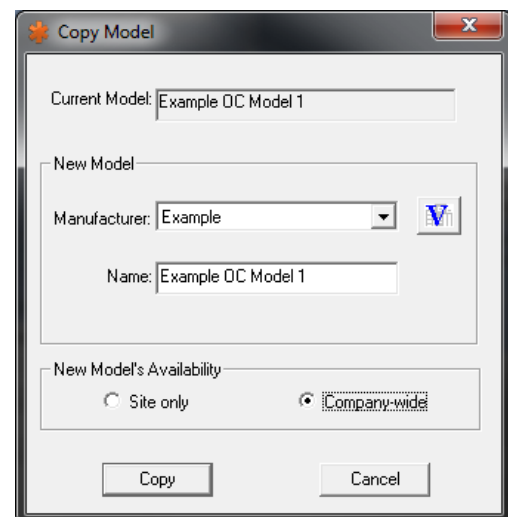 Copy Model
Current Model: Example OC Model 1
New Model
Manufacturer: Example
V
Name: Example OC Model 1
New Model's Availability
Site only Company-wide
Copy Cancel